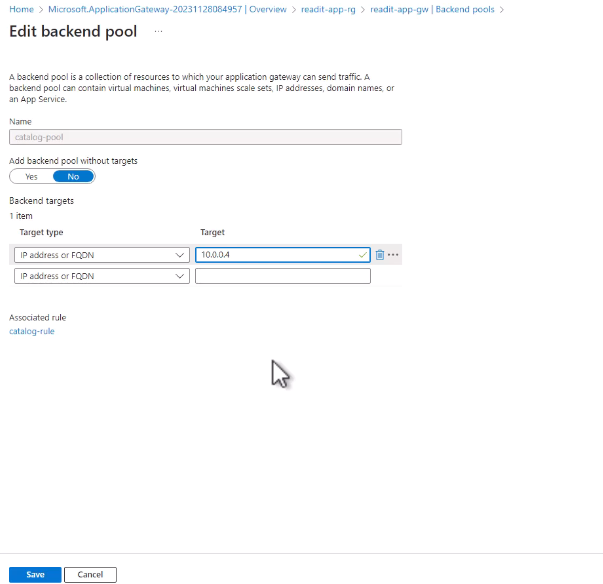 Home > Microsoft.ApplicationGateway-20231128084957 | Overview > readit-app-rg > readit-app-gw | Backend pools >
Edit backend pool ...
A backend pool is a collection of resources to which your application gateway can send traffic. A
backend pool can contain virtual machines, virtual machines scale sets, IP addresses, domain names, or
an App Service.
Name
catalog-pool
Add backend pool without targets
Yes No
Backend targets
1 item
Target type Target
IP address or FQDN 10.0.0.4 ...
IP address or FQDN
Associated rule
catalog-rule
Save Cancel